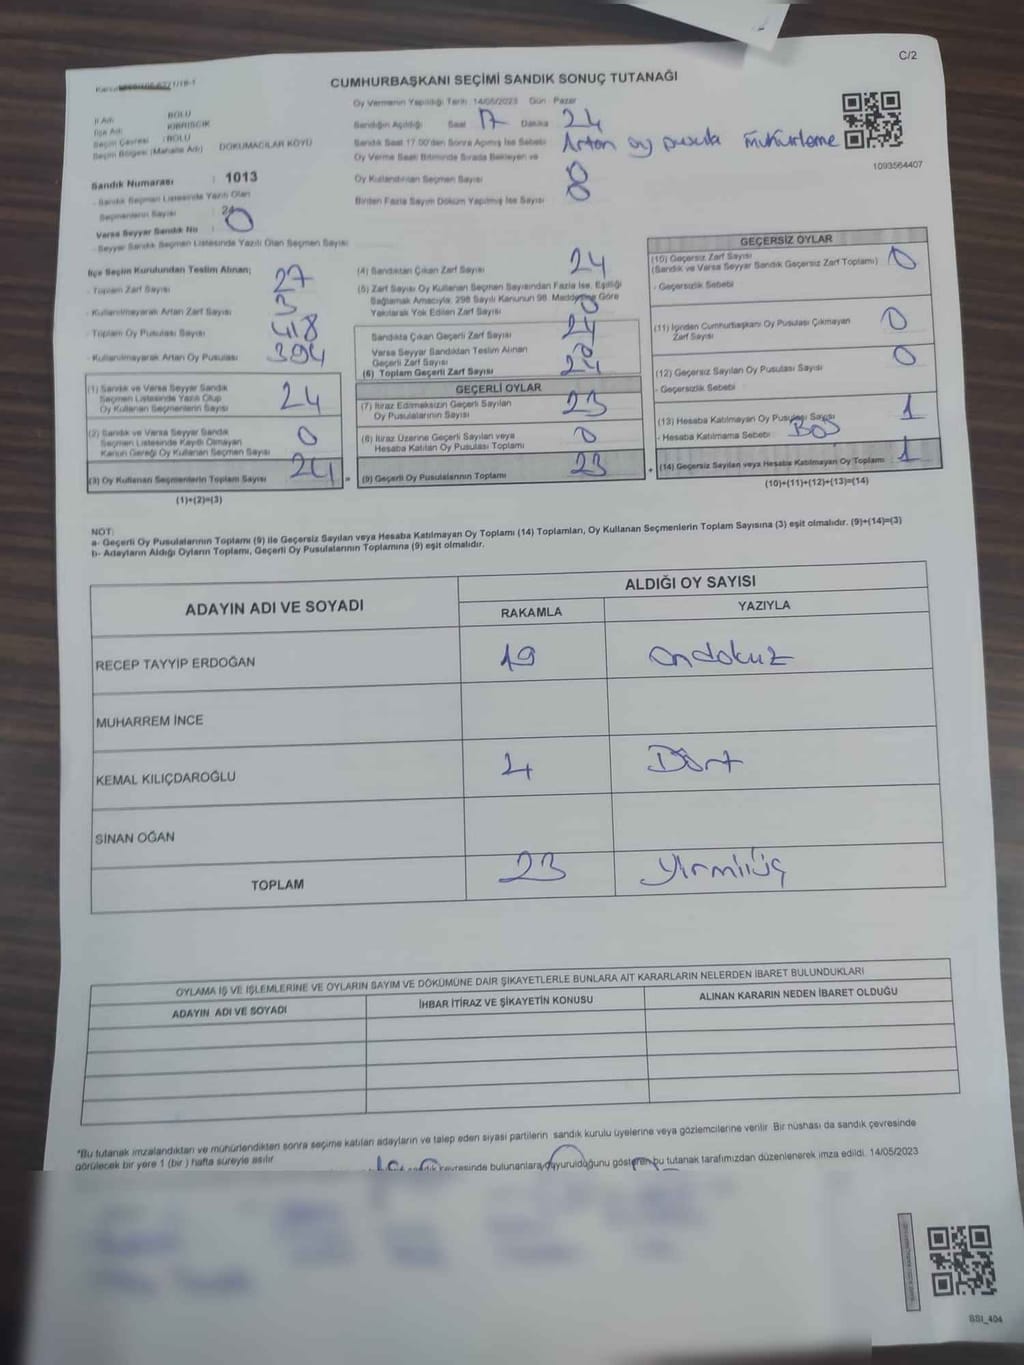 C/2
CUMHURBAŞKANI SEÇİMİ SANDIK SONUÇ TUTANAĞI
Oy Vermenin Yapıldığı Tarih :14/05/2023 Gün : Pazar
İl Adı : BOLU
İlçe Adı : KIBRISCIK
Seçim Çevresi : BOLU
Seçim Bölgesi (Mahalle Adı) : DOKUMACILAR KÖYÜ
Sandık Numarası : 1013
- Sandık Seçmen Listesinde Yazılı Olan
Seçmenlerin Sayısı : 24
Varsa Seyyar Sandık No : 0
- Seyyar Sandık Seçmen Listesinde Yazılı Olan Seçmen Sayısı
Sandığın Açıldığı Saat 17 Dakika 24
Sandık Saat 17.00'den Sonra Açılmış İse Sebebi Artan oy pusula mühürleme
Oy Verme Saati Bitiminde Sırada Bekleyen ve
Oy Kullandırılan Seçmen Sayısı 0
Birden Fazla Sayım Döküm Yapılmış İse Sayısı 0
1093564407
İlçe Seçim Kurulundan Teslim Alınan;
- Toplam Zarf Sayısı 27
- Kullanılmayarak Artan Zarf Sayısı 3
- Toplam Oy Pusulası Sayısı 418
- Kullanılmayarak Artan Oy Pusulası 394
(1) Sandık ve Varsa Seyyar Sandık
Seçmen Listesinde Yazılı Olup
Oy Kullanan Seçmenlerin Sayısı 24
(2) Sandık ve Varsa Seyyar Sandık
Seçmen Listesinde Kayıtlı Olmayan
Kanun Gereği Oy Kullanan Seçmen Sayısı 0
(3) Oy Kullanan Seçmenlerin Toplam Sayısı 24
(1)+(2)=(3)
(4) Sandıktan Çıkan Zarf Sayısı 24
(5) Zarf Sayısı Oy Kullanan Seçmen Sayısından Fazla İse, Eşitliği
Sağlamak Amacıyla, 298 Sayılı Kanunun 98. Maddesine Göre
Yakılarak Yok Edilen Zarf Sayısı 0
Sandıkta Çıkan Geçerli Zarf Sayısı 24
Varsa Seyyar Sandıktan Teslim Alınan
Geçerli Zarf Sayısı 0
(6) Toplam Geçerli Zarf Sayısı 24
GEÇERLİ OYLAR
(7) İtiraz Edilmeksizin Geçerli Sayılan
Oy Pusulalarının Sayısı 23
(8) İtiraz Üzerine Geçerli Sayılan veya
Hesaba Katılan Oy Pusulası Toplamı 0
(9) Geçerli Oy Pusulalarının Toplamı 23
GEÇERSİZ OYLAR
(10) Geçersiz Zarf Sayısı
(Sandık ve Varsa Seyyar Sandık Geçersiz Zarf Toplamı) 0
- Geçersizlik Sebebi
(11) İçinden Cumhurbaşkanı Oy Pusulası Çıkmayan
Zarf Sayısı 0
(12) Geçersiz Sayılan Oy Pusulası Sayısı 0
- Geçersizlik Sebebi
(13) Hesaba Katılmayan Oy Pusulası Sayısı 1
- Hesaba Katılmama Sebebi BOŞ
(14) Geçersiz Sayılan veya Hesaba Katılmayan Oy Toplamı 1
(10)+(11)+(12)+(13)=(14)
NOT:
a- Geçerli Oy Pusulalarının Toplamı (9) ile Geçersiz Sayılan veya Hesaba Katılmayan Oy Toplamı (14) Toplamları, Oy Kullanan Seçmenlerin Toplam Sayısına (3) eşit olmalıdır. (9)+(14)=(3)
b- Adayların Aldığı Oyların Toplamı, Geçerli Oy Pusulalarının Toplamına (9) eşit olmalıdır.
ADAYIN ADI VE SOYADI ALDIĞI OY SAYISI
RAKAMLA YAZIYLA
RECEP TAYYİP ERDOĞAN 19 ondokuz
MUHARREM İNCE
KEMAL KILIÇDAROĞLU 4 Dört
SİNAN OĞAN
TOPLAM 23 yirmiüç
OYLAMA İŞ VE İŞLEMLERİNE VE OYLARIN SAYIM VE DÖKÜMÜNE DAİR ŞİKAYETLERLE BUNLARA AİT KARARLARIN NELERDEN İBARET BULUNDUKLARI
ADAYIN ADI VE SOYADI İHBAR İTİRAZ VE ŞİKAYETİN KONUSU ALINAN KARARIN NEDEN İBARET OLDUĞU
*Bu tutanak imzalandıktan ve mühürlendikten sonra seçime katılan adayların ve talep eden siyasi partilerin sandık kurulu üyelerine veya gözlemcilerine verilir. Bir nüshası da sandık çevresinde
görülecek bir yere 1 (bir ) hafta süreyle asılır.
çevresinde bulunanlara duyurulduğunu gösteren bu tutanak tarafımızdan düzenlenerek imza edildi. 14/05/2023
SSI_404